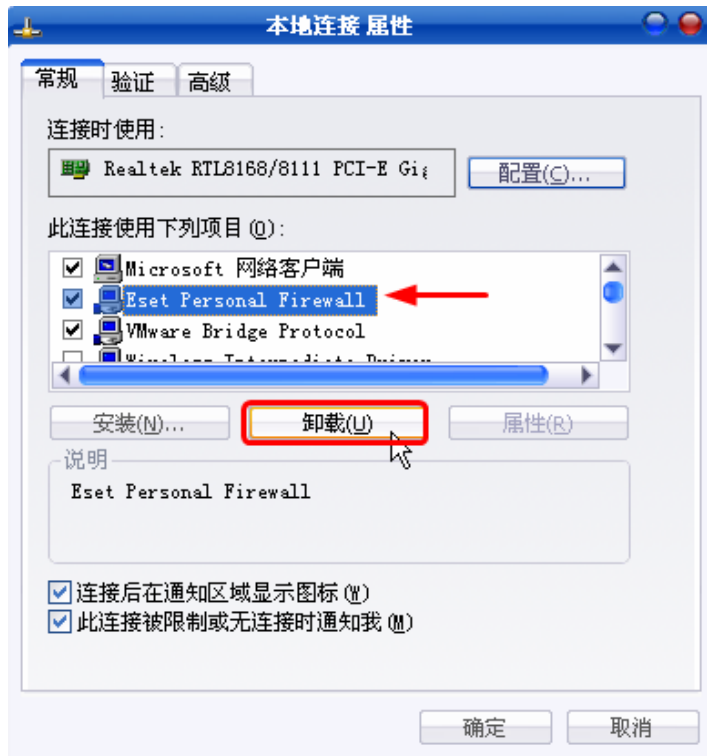 本地连接 属性
常规 验证 高级
连接时使用:
Realtek RTL8168/8111 PCI-E Gi
配置(C)...
此连接使用下列项目(O):
Microsoft 网络客户端
Eset Personal Firewall
VMware Bridge Protocol
安装(N)... 卸载(U) 属性(R)
说明
Eset Personal Firewall
连接后在通知区域显示图标(W)
此连接被限制或无连接时通知我(M)
确定 取消